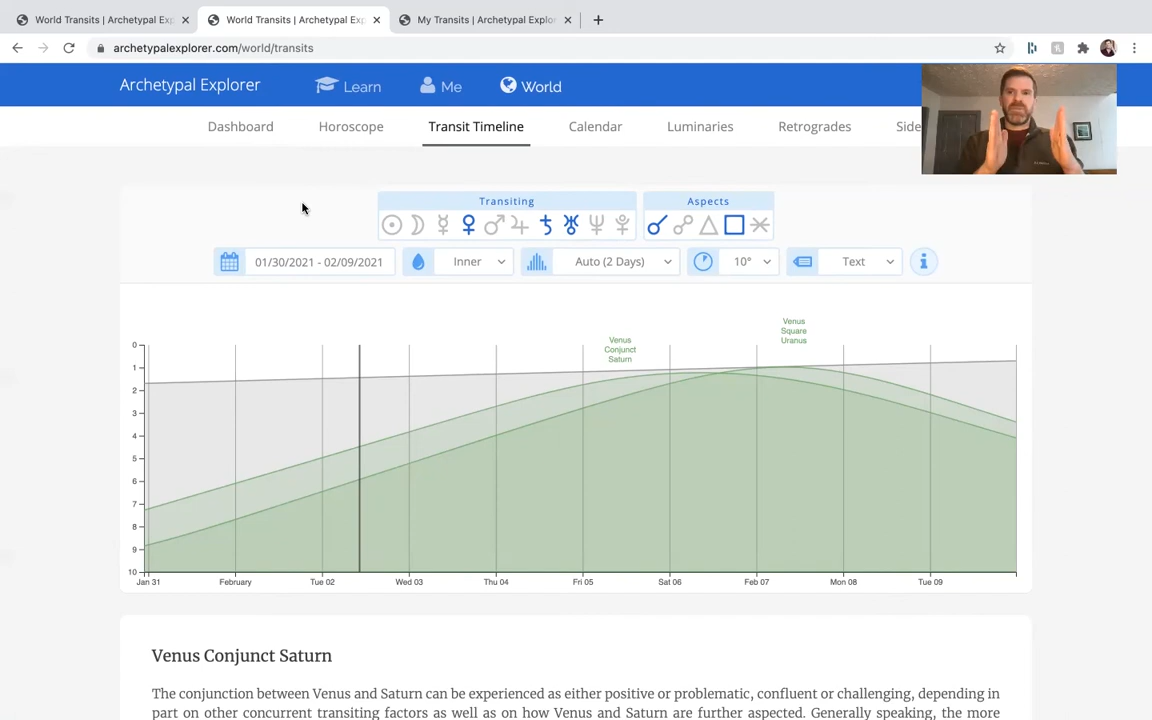 World Transits | Archetypal Exp
World Transits | Archetypal Exp
My Transits | Archetypal Explor
archetypalexplorer.com/world/transits
Archetypal Explorer
Learn
Me
World
Dashboard
Horoscope
Transit Timeline
Calendar
Luminaries
Retrogrades
Side
Transiting
Aspects
01/30/2021 - 02/09/2021
Inner
Auto (2 Days)
10°
Text
Venus
Conjunct
Saturn
Venus
Square
Uranus
0
1
2
3
4
5
6
7
8
9
10
Jan 31
February
Tue 02
Wed 03
Thu 04
Fri 05
Sat 06
Feb 07
Mon 08
Tue 09
Venus Conjunct Saturn
The conjunction between Venus and Saturn can be experienced as either positive or problematic, confluent or challenging, depending in
part on other concurrent transiting factors as well as on how Venus and Saturn are further aspected. Generally speaking, the more